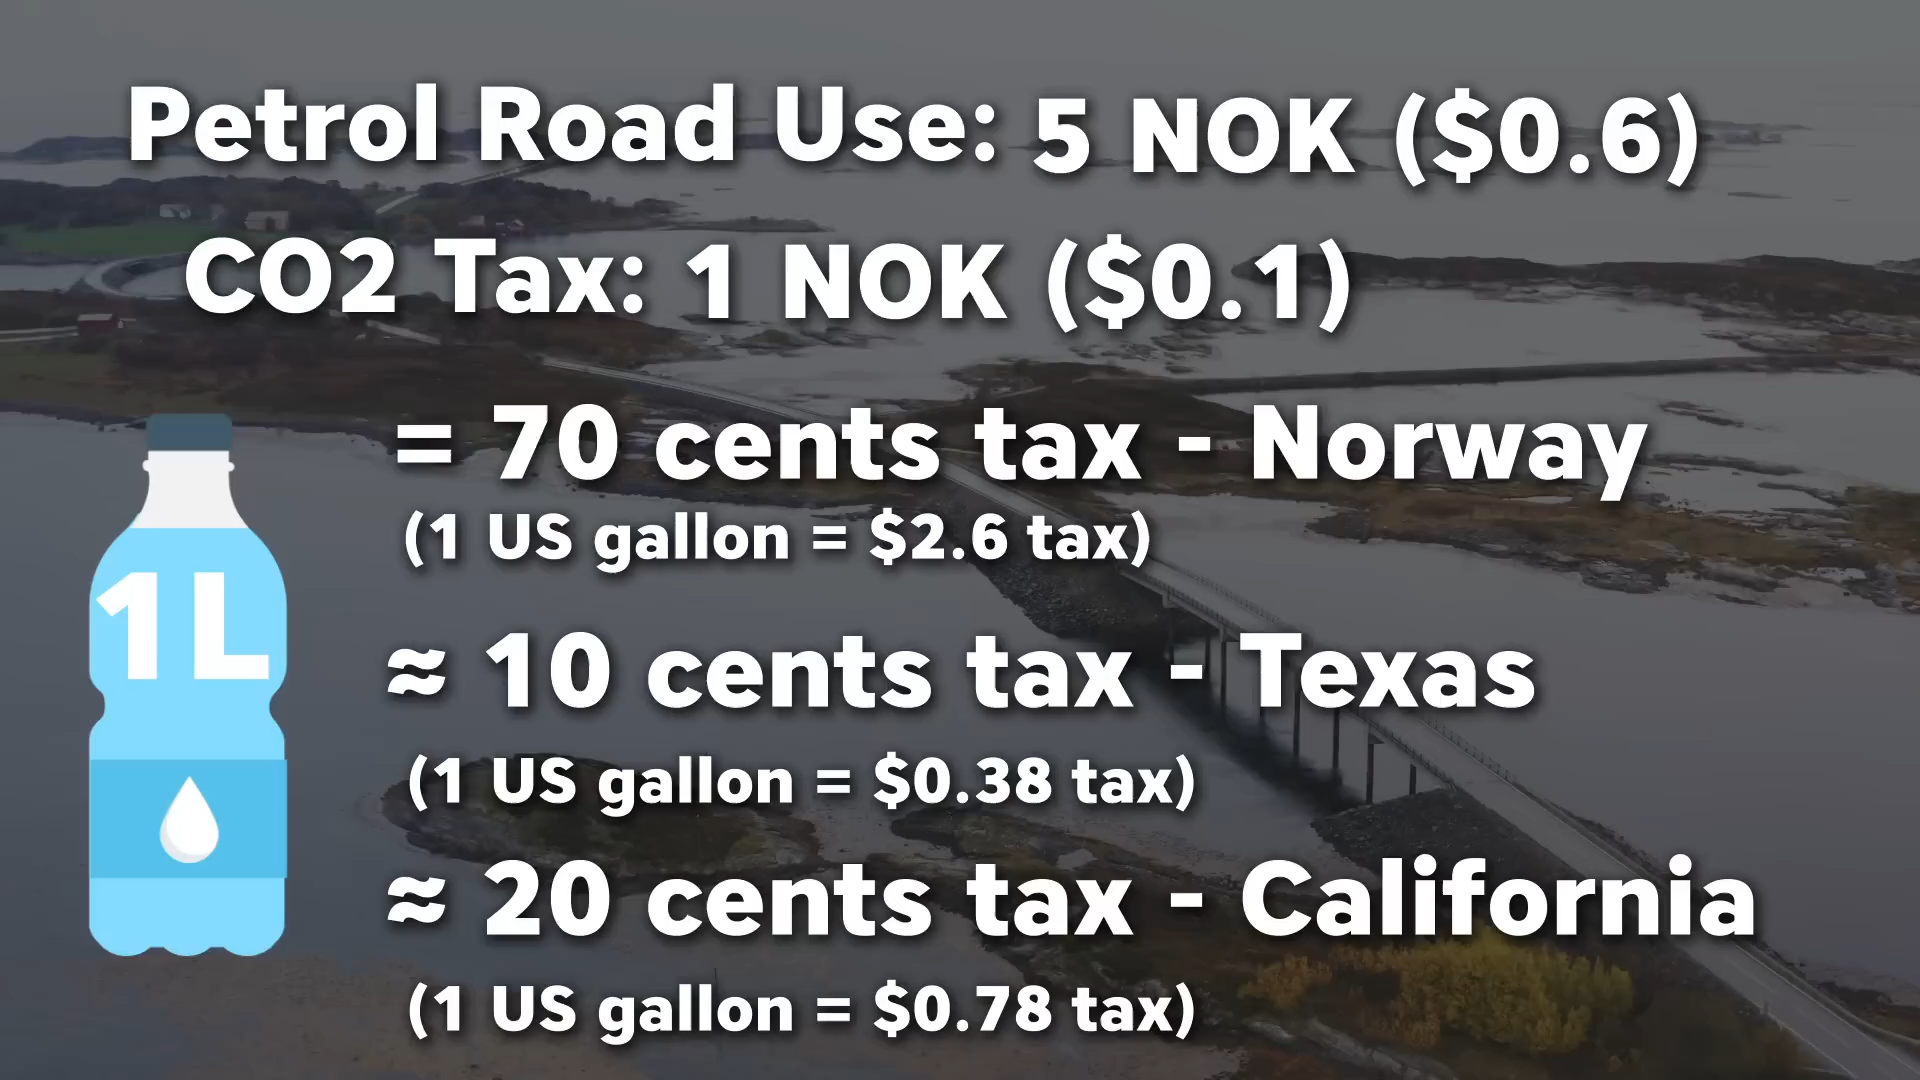 Petrol Road Use: 5 NOK ($0.6)
CO2 Tax: 1 NOK ($0.1)
= 70 cents tax - Norway
(1 US gallon = $2.6 tax)
1L
≈ 10 cents tax - Texas
(1 US gallon = $0.38 tax)
≈ 20 cents tax - California
(1 US gallon = $0.78 tax)